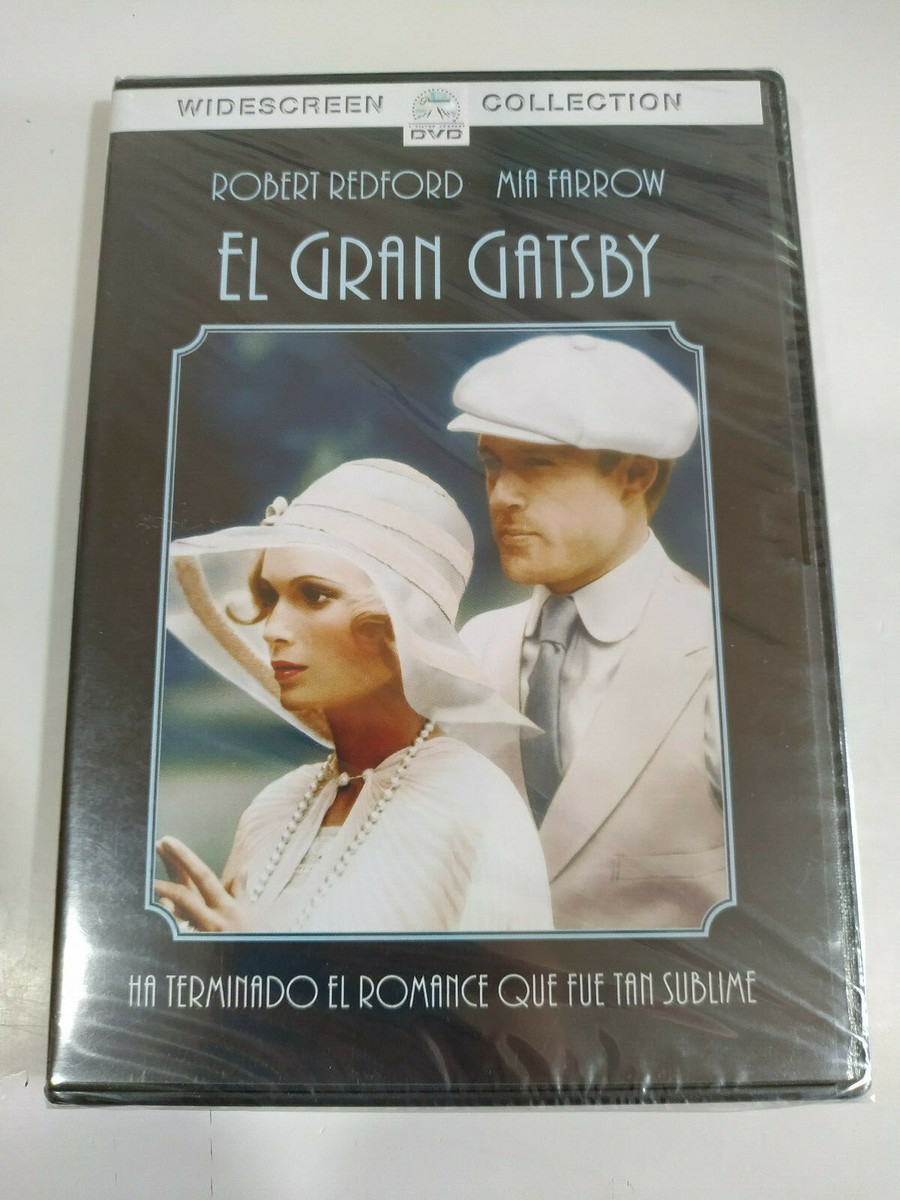 WIDESCREEN COLLECTION
DVD
ROBERT REDFORD MIA FARROW
EL GRAN GATSBY
HA TERMINADO EL ROMANCE QUE FUE TAN SUBLIME